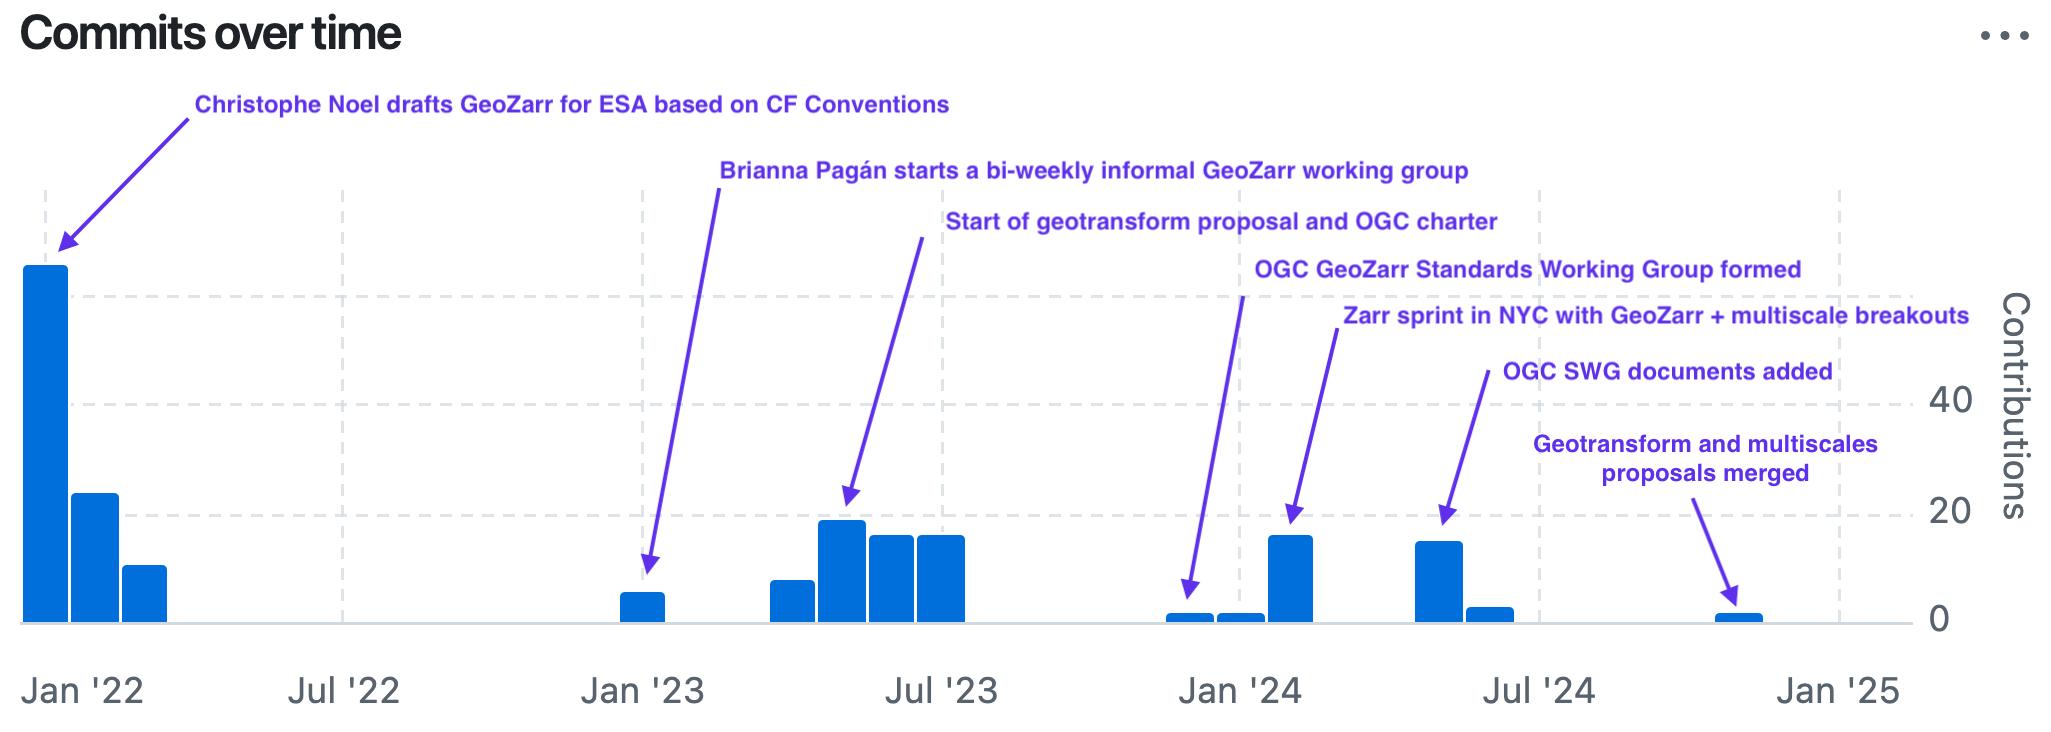 Commits over time
Christophe Noel drafts GeoZarr for ESA based on CF Conventions
Brianna Pagán starts a bi-weekly informal GeoZarr working group
Start of geotransform proposal and OGC charter
OGC GeoZarr Standards Working Group formed
Zarr sprint in NYC with GeoZarr + multiscale breakouts
OGC SWG documents added
Geotransform and multiscales
proposals merged
40
20
0
Contributions
Jan '22
Jul '22
Jan '23
Jul '23
Jan '24
Jul '24
Jan '25